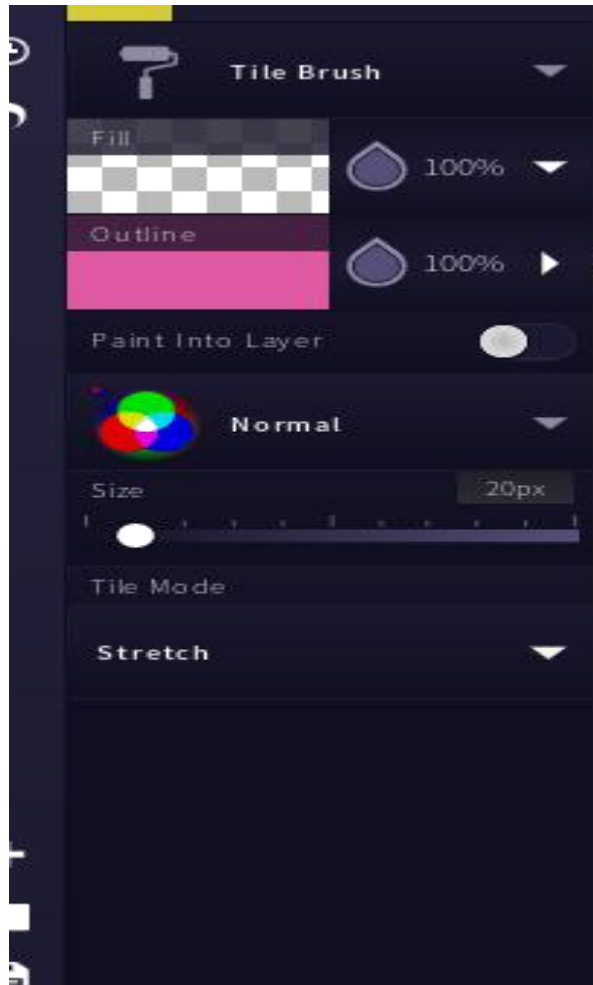 Tile Brush
Fill
100%
Outline
100%
Paint Into Layer
Normal
Size
20px
Tile Mode
Stretch